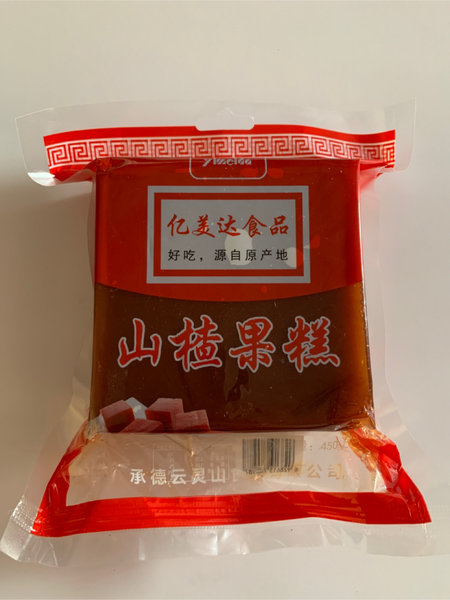 Yimeida
亿美达食品
好吃，源自原产地
山楂果糕
: 450
承德云灵山
公司